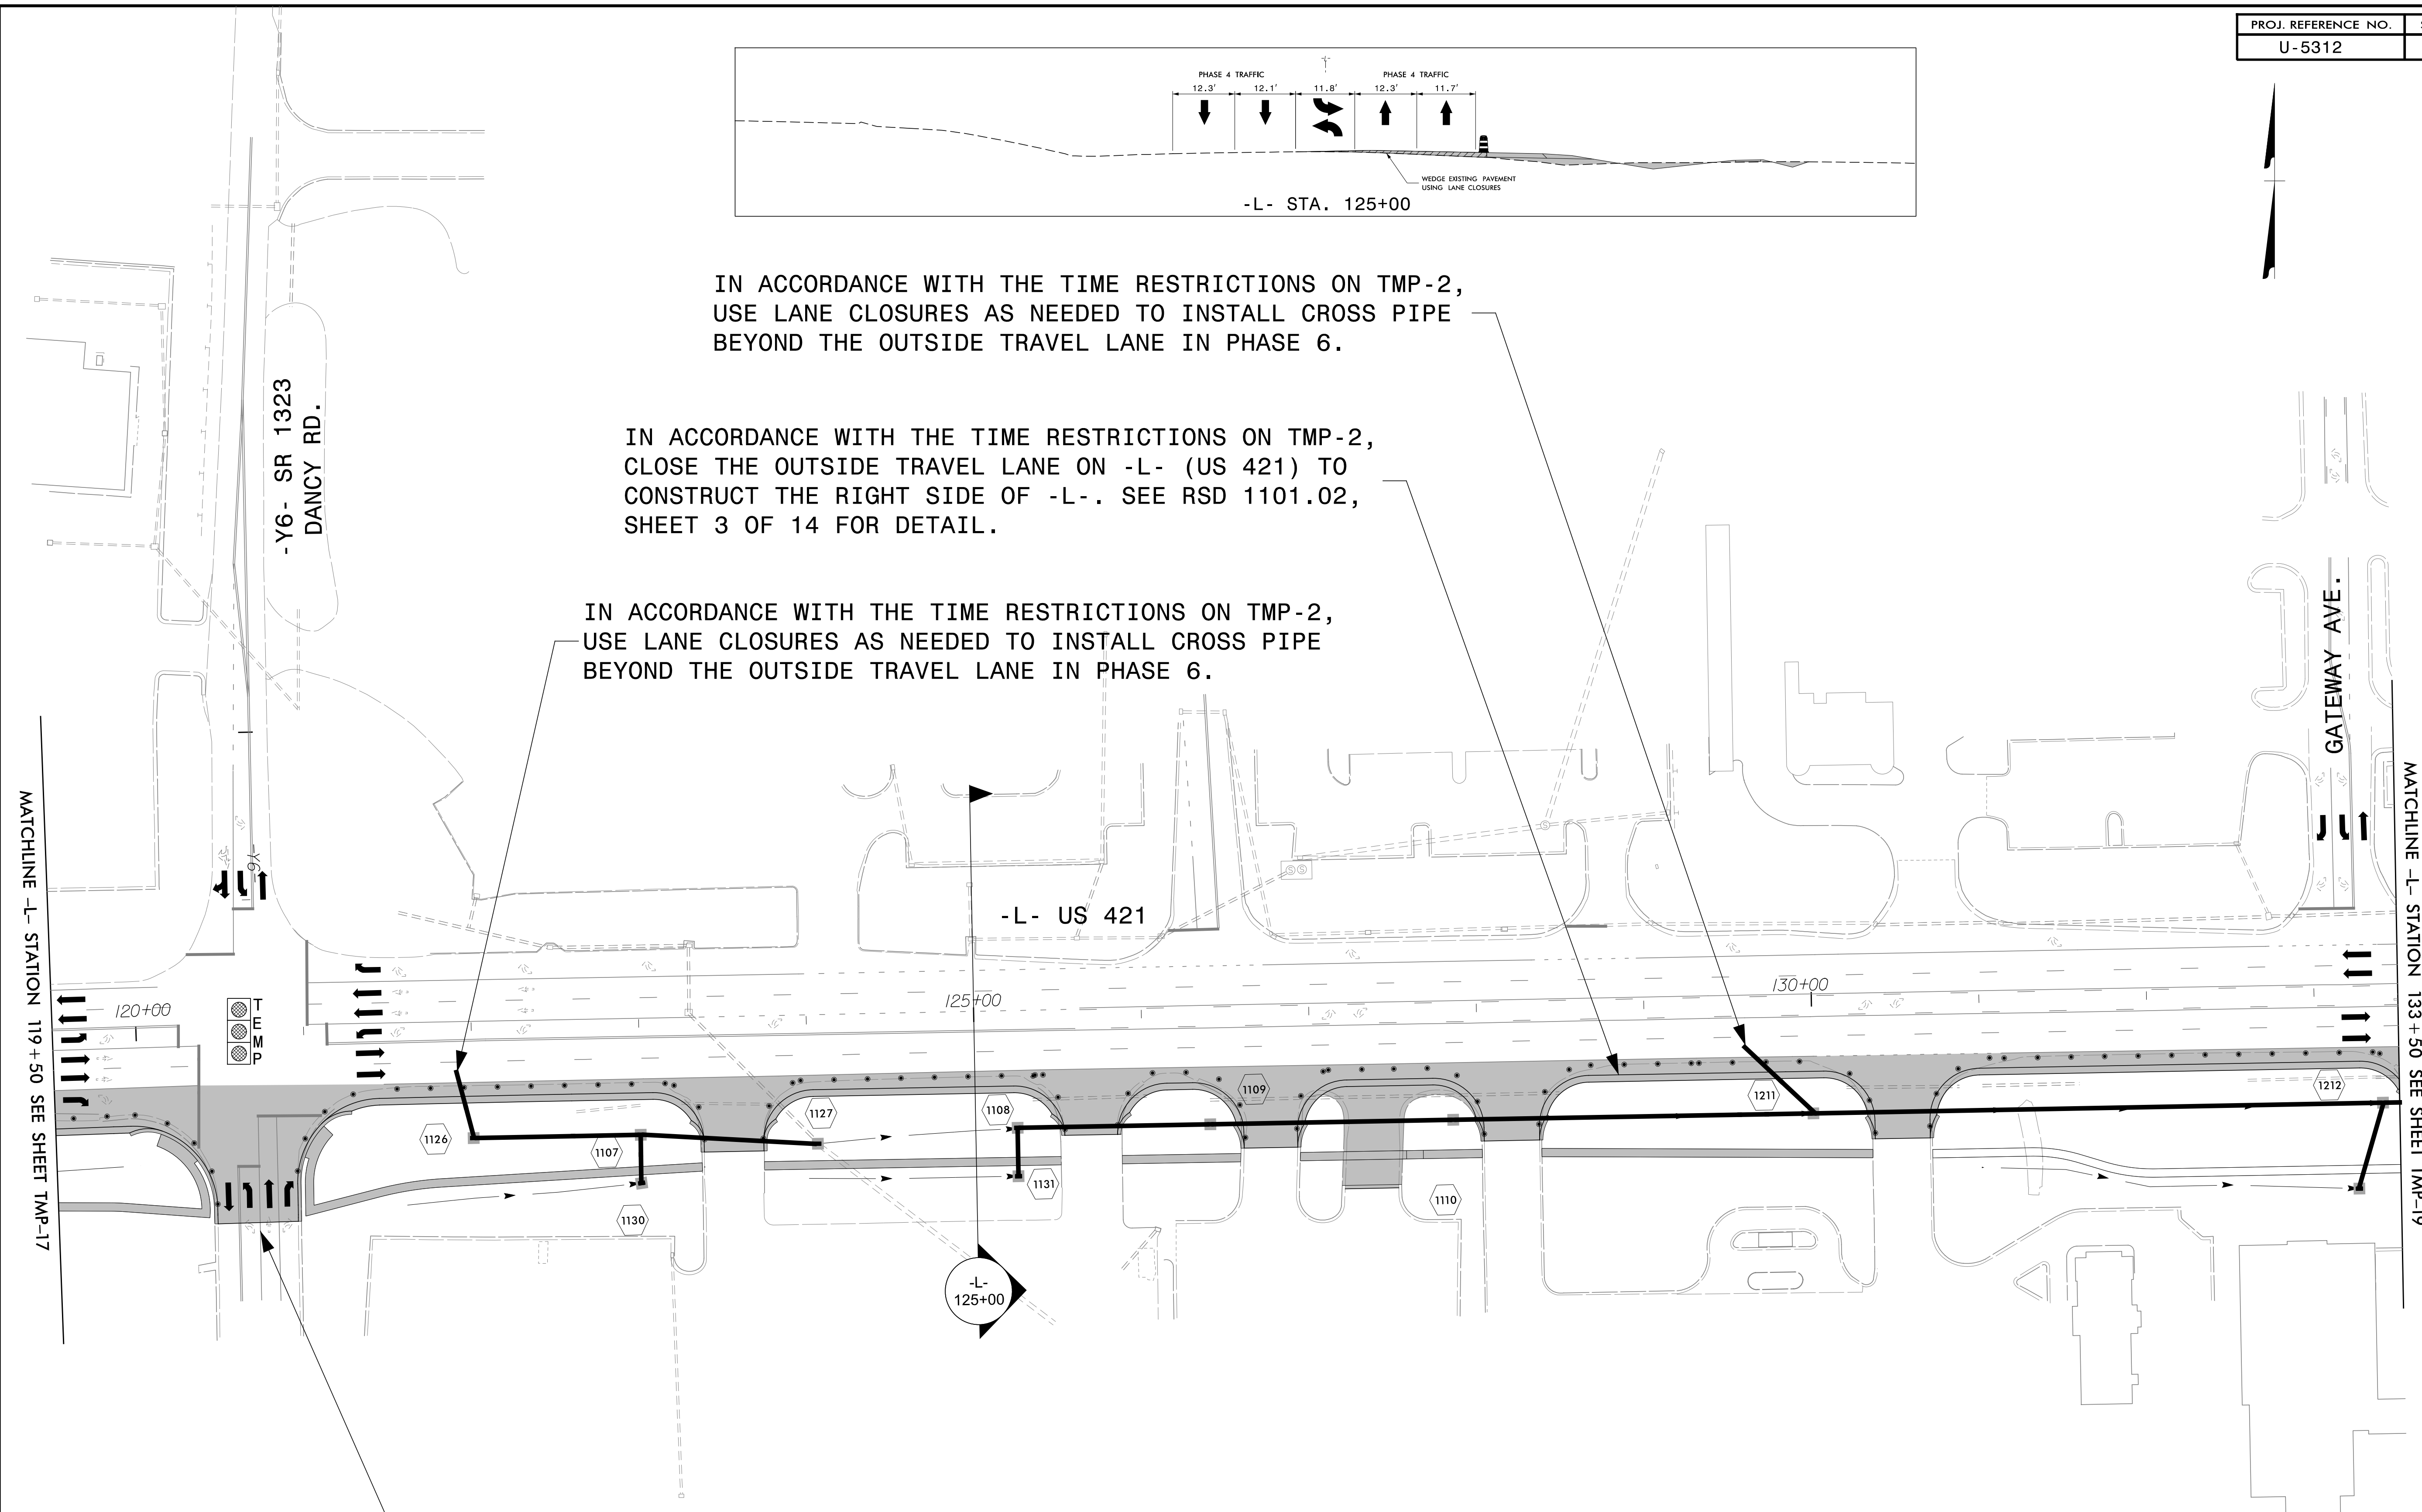 PROJ. REFERENCE NO.
U-5312
PHASE 4 TRAFFIC
PHASE 4 TRAFFIC
12.3'
12.1'
11.8'
12.3'
11.7'
WEDGE EXISTING PAVEMENT
USING LANE CLOSURES
-L- STA. 125+00
IN ACCORDANCE WITH THE TIME RESTRICTIONS ON TMP-2,
USE LANE CLOSURES AS NEEDED TO INSTALL CROSS PIPE
BEYOND THE OUTSIDE TRAVEL LANE IN PHASE 6.
-Y6- SR 1323
DANCY RD.
IN ACCORDANCE WITH THE TIME RESTRICTIONS ON TMP-2,
CLOSE THE OUTSIDE TRAVEL LANE ON -L- (US 421) TO
CONSTRUCT THE RIGHT SIDE OF -L-. SEE RSD 1101.02,
SHEET 3 OF 14 FOR DETAIL.
IN ACCORDANCE WITH THE TIME RESTRICTIONS ON TMP-2,
USE LANE CLOSURES AS NEEDED TO INSTALL CROSS PIPE
BEYOND THE OUTSIDE TRAVEL LANE IN PHASE 6.
GATEWAY AVE.
MATCHLINE -L- STATION 119+50 SEE SHEET TMP-17
MATCHLINE -L- STATION 133+50 SEE SHEET TMP-19
-Y6-
S
SS
-L- US 421
120+00
125+00
130+00
TEMP
1109
1127
1108
1211
1212
1126
1107
1131
1110
1130
-L-
125+00